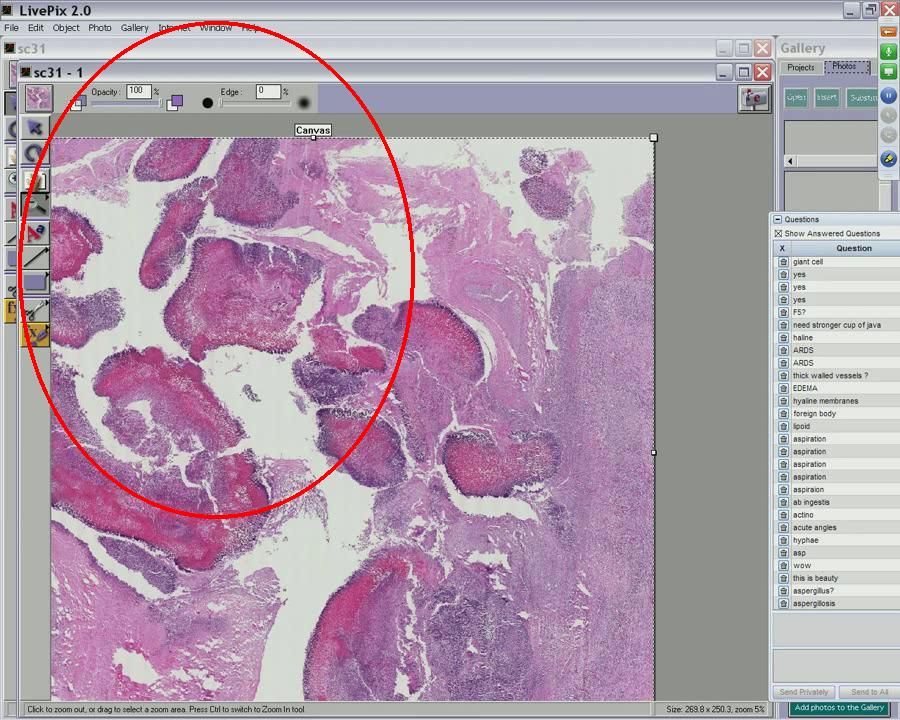 LivePix 2.0
File Edit Object Photo Gallery Internet Window Help
sc31
Gallery
sc31 - 1
Projects Photos
Opacity: 100 % Edge: 0 %
Open Insert
Canvas
Questions
Show Answered Questions
X Question
giant cell
yes
yes
yes
F5?
need stronger cup of java
haline
ARDS
ARDS
thick walled vessels ?
EDEMA
hyaline membranes
foreign body
lipoid
aspiration
aspiration
aspiration
aspiration
aspiraion
ab ingestis
actino
acute angles
hyphae
asp
wow
this is beauty
aspergillus?
aspergillosis
Send Privately Send to All
Click to zoom out, or drag to select a zoom area. Press Ctrl to switch to Zoom In tool. Size: 269.8 x 250.3, zoom 5%
Add photos to the Gallery